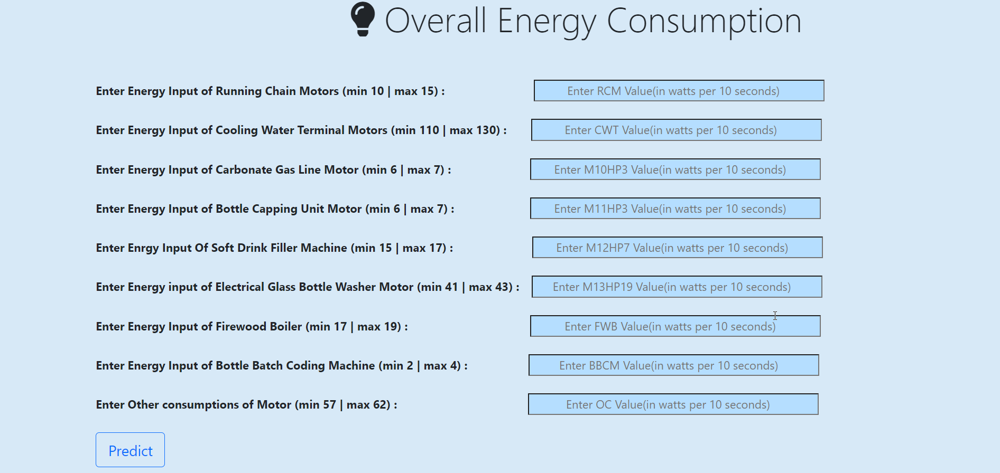 Overall Energy Consumption
Enter Energy Input of Running Chain Motors (min 10 | max 15) : Enter RCM Value(in watts per 10 seconds)
Enter Energy Input of Cooling Water Terminal Motors (min 110 | max 130) : Enter CWT Value(in watts per 10 seconds)
Enter Energy Input of Carbonate Gas Line Motor (min 6 | max 7) : Enter M10HP3 Value(in watts per 10 seconds)
Enter Energy Input of Bottle Capping Unit Motor (min 6 | max 7) : Enter M11HP3 Value(in watts per 10 seconds)
Enter Enrgy Input Of Soft Drink Filler Machine (min 15 | max 17) : Enter M12HP7 Value(in watts per 10 seconds)
Enter Energy input of Electrical Glass Bottle Washer Motor (min 41 | max 43) : Enter M13HP19 Value(in watts per 10 seconds)
Enter Energy Input of Firewood Boiler (min 17 | max 19) : Enter FWB Value(in watts per 10 seconds)
Enter Energy Input of Bottle Batch Coding Machine (min 2 | max 4) : Enter BBCM Value(in watts per 10 seconds)
Enter Other consumptions of Motor (min 57 | max 62) : Enter OC Value(in watts per 10 seconds)
Predict